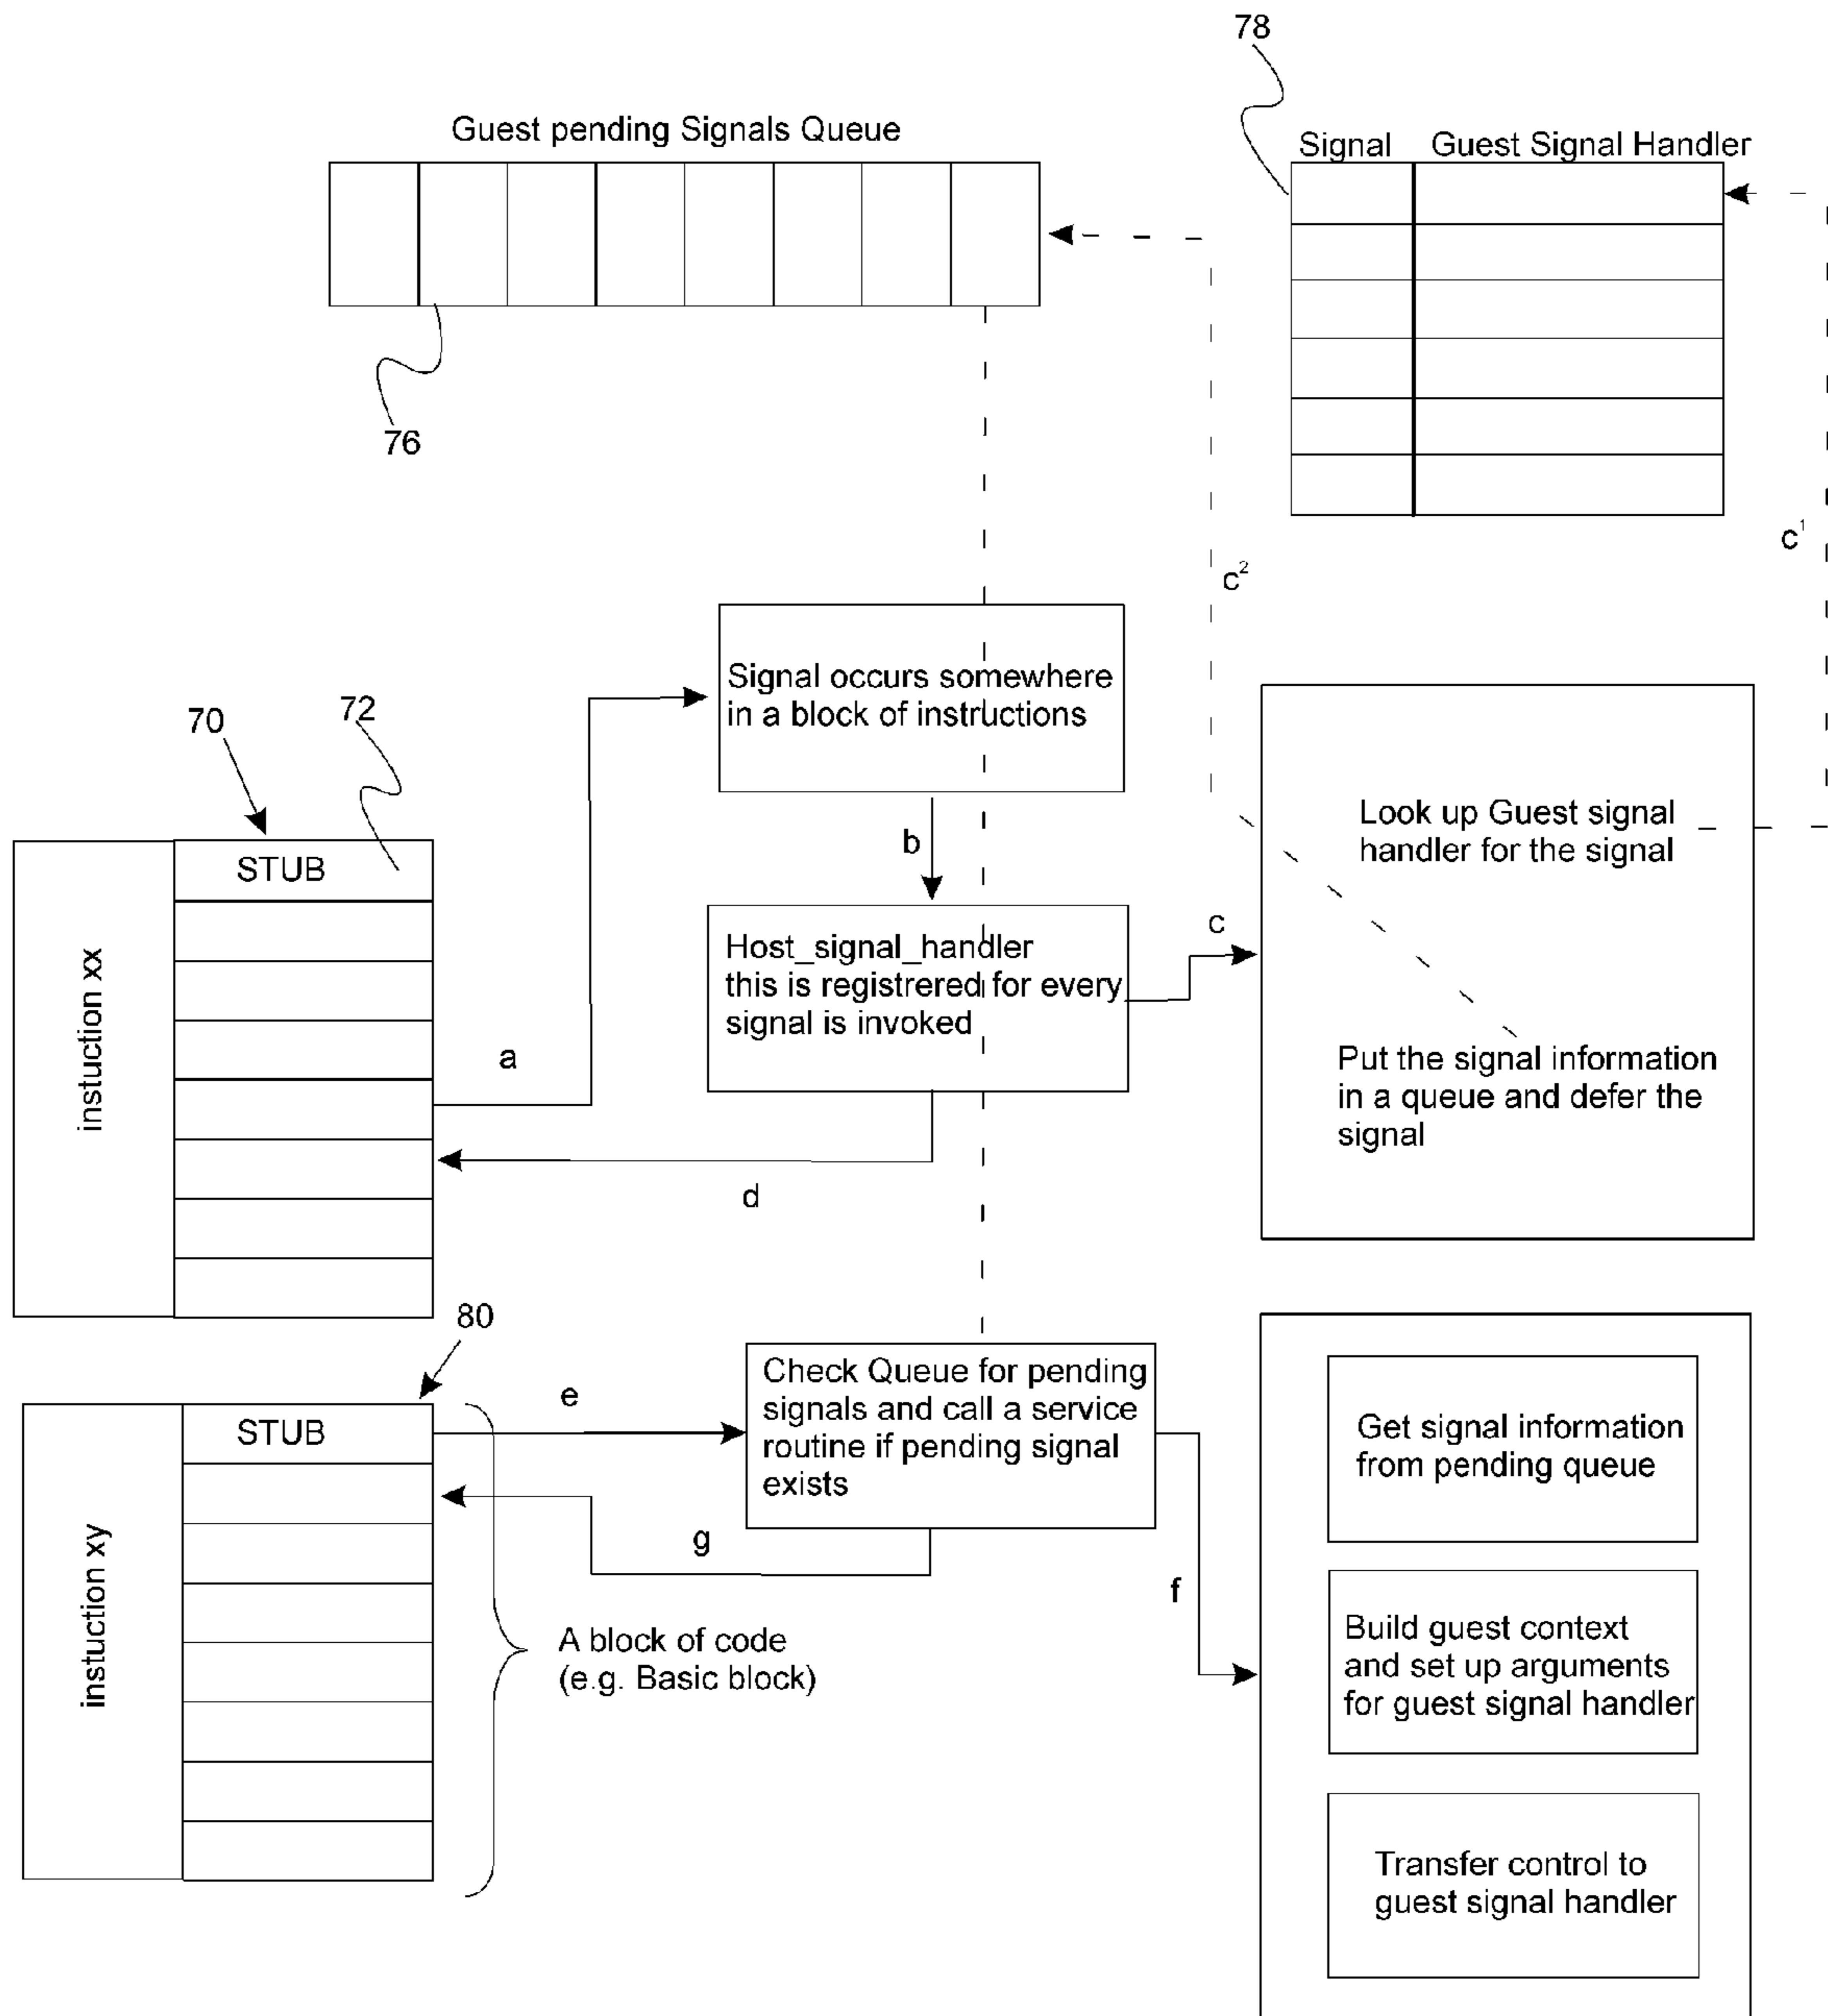 78
Guest pending Signals Queue
Signal
Guest Signal Handler
76
c²
c¹
Signal occurs somewhere
in a block of instructions
70
72
STUB
instuction xx
a
b
Host_signal_handler
this is registrered for every
signal is invoked
c
d
Look up Guest signal
handler for the signal
Put the signal information
in a queue and defer the
signal
80
STUB
instuction xy
e
Check Queue for pending
signals and call a service
routine if pending signal
exists
g
f
A block of code
(e.g. Basic block)
Get signal information
from pending queue
Build guest context
and set up arguments
for guest signal handler
Transfer control to
guest signal handler